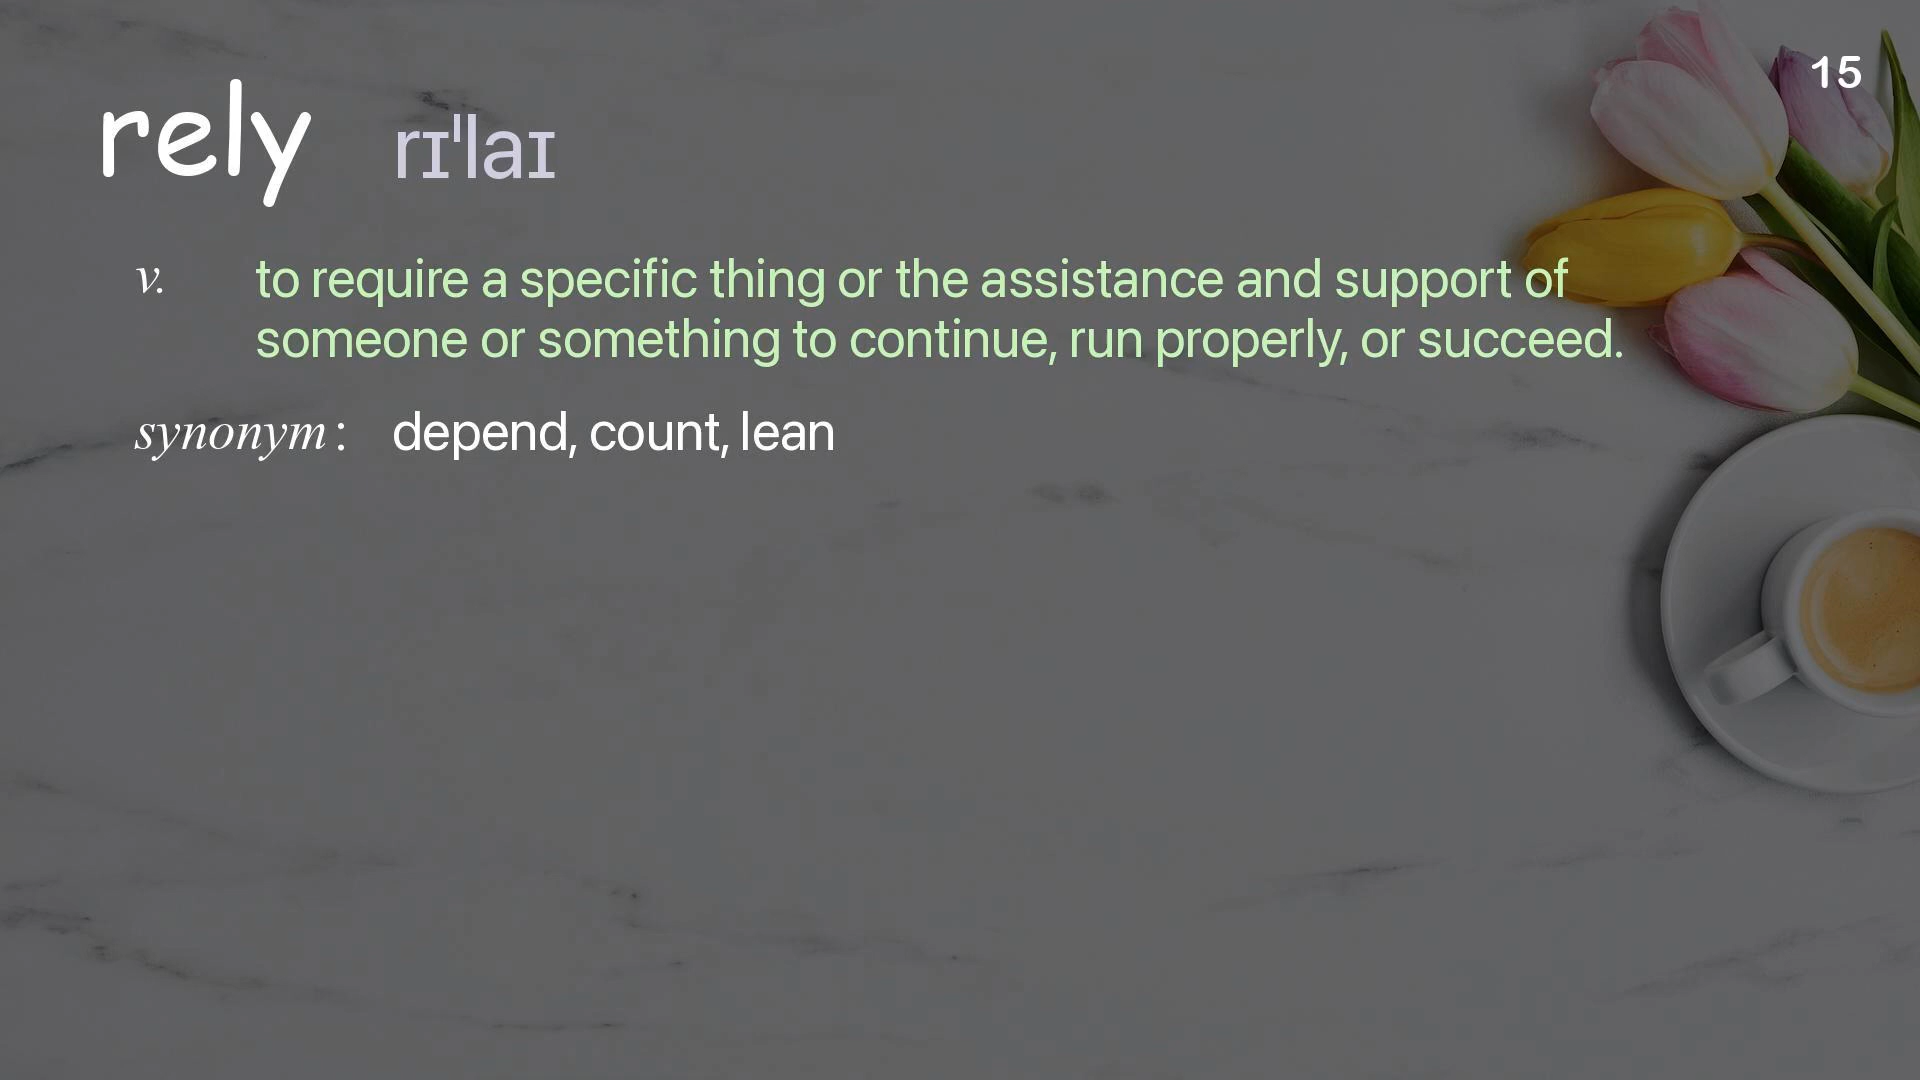 15
rely rɪˈlaɪ
v. to require a specific thing or the assistance and support of
someone or something to continue, run properly, or succeed.
synonym : depend, count, lean